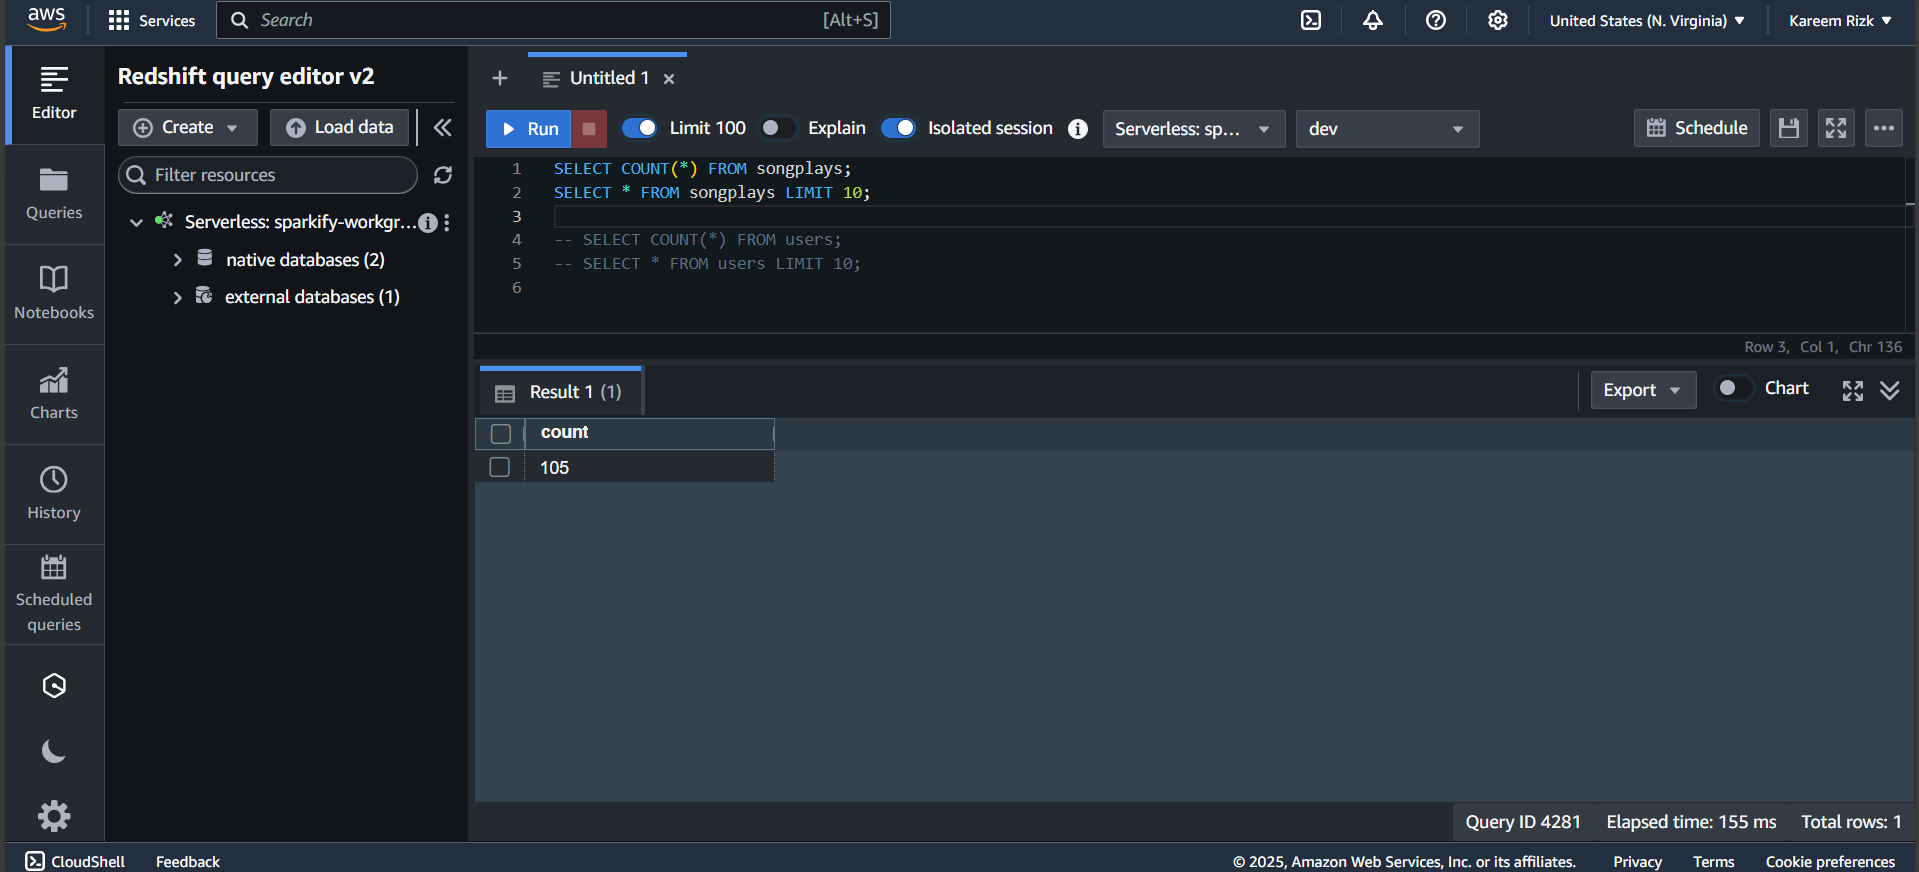 aws
Services
Search
[Alt+S]
United States (N. Virginia)
Kareem Rizk
Editor
Queries
Notebooks
Charts
History
Scheduled
queries
Redshift query editor v2
Create
Load data
Filter resources
Serverless: sparkify-workgr...
native databases (2)
external databases (1)
Untitled 1
Run
Limit 100
Explain
Isolated session
Serverless: sp...
dev
Schedule
1 SELECT COUNT(*) FROM songplays;
2 SELECT * FROM songplays LIMIT 10;
3
4 -- SELECT COUNT(*) FROM users;
5 -- SELECT * FROM users LIMIT 10;
6
Row 3, Col 1, Chr 136
Result 1 (1)
Export
Chart
count
105
Query ID 4281
Elapsed time: 155 ms
Total rows: 1
CloudShell
Feedback
© 2025, Amazon Web Services, Inc. or its affiliates.
Privacy
Terms
Cookie preferences